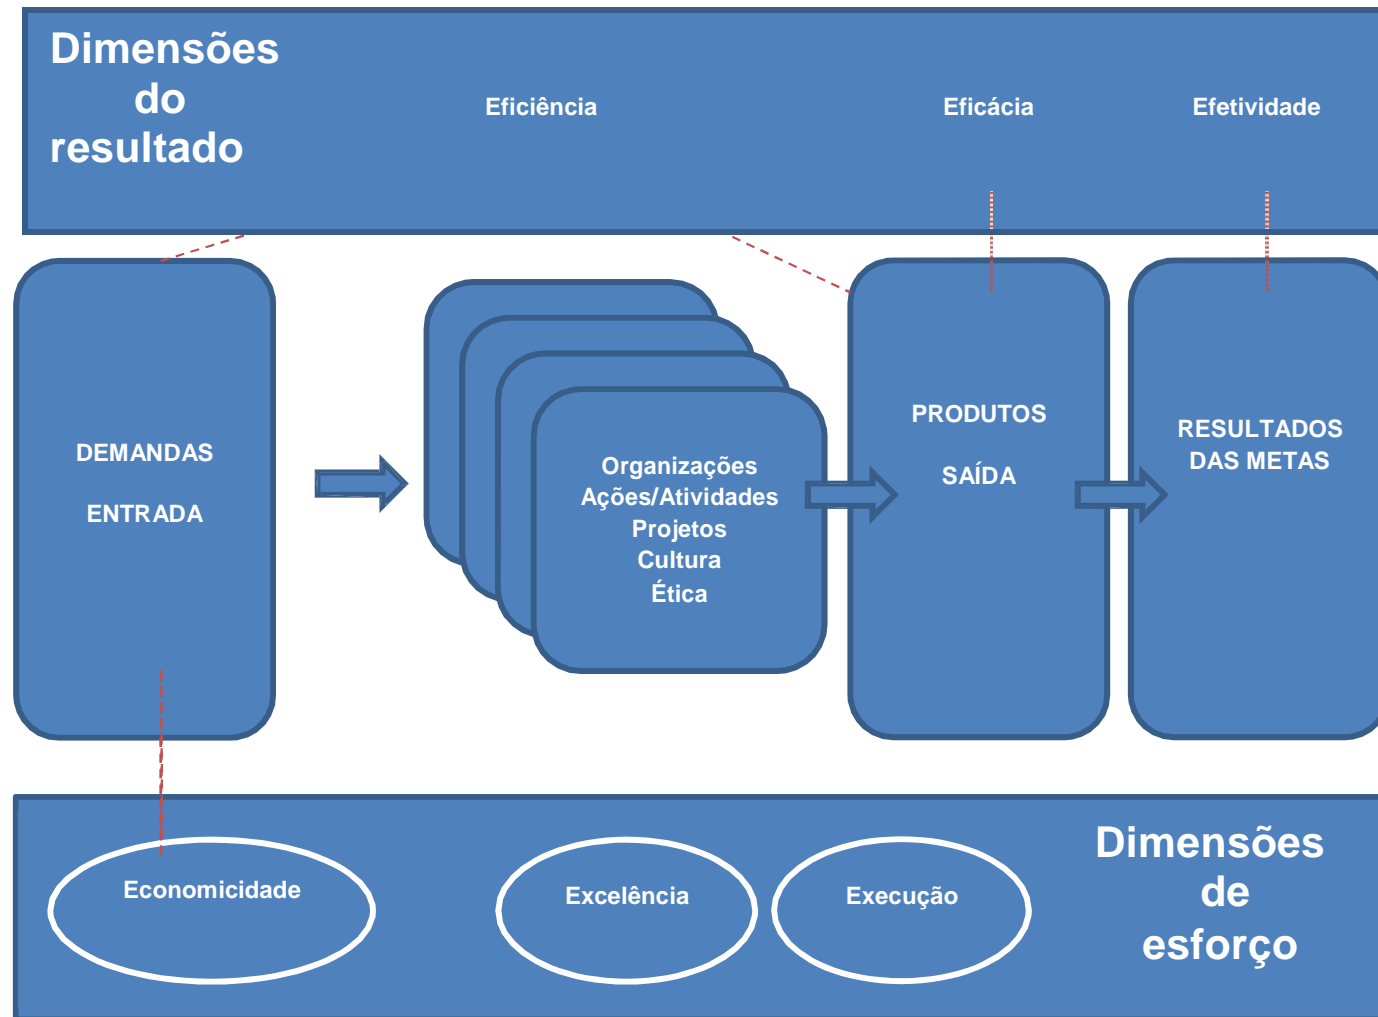 Dimensões
do
resultado
Eficiência
Eficácia
Efetividade
DEMANDAS
ENTRADA
Organizações
Ações/Atividades
Projetos
Cultura
Ética
PRODUTOS
SAÍDA
RESULTADOS
DAS METAS
Economicidade
Excelência
Execução
Dimensões
de
esforço